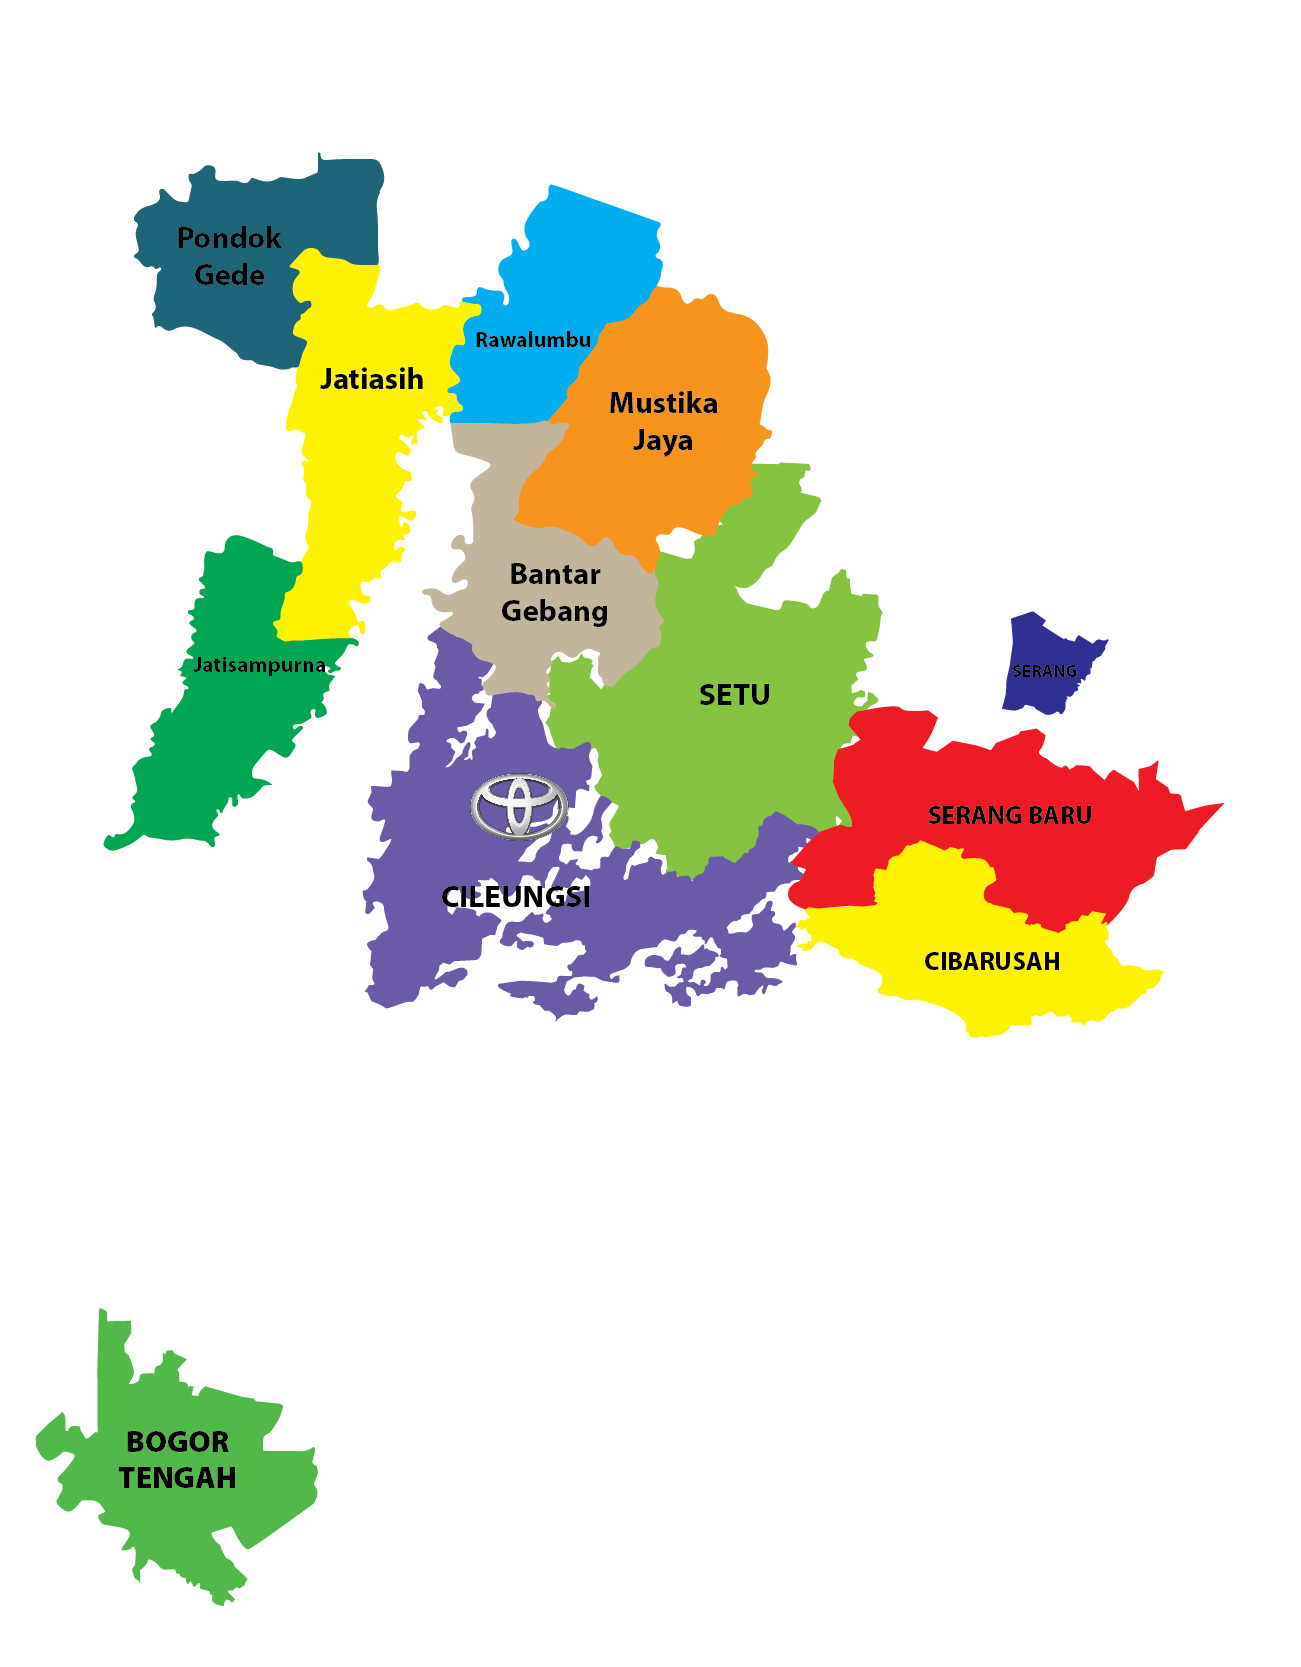 Pondok
Gede
Rawalumbu
Jatiasih
Mustika
Jaya
Bantar
Gebang
Jatisampurna
SETU
SERANG
SERANG BARU
CILEUNGSI
CIBARUSAH
BOGOR
TENGAH